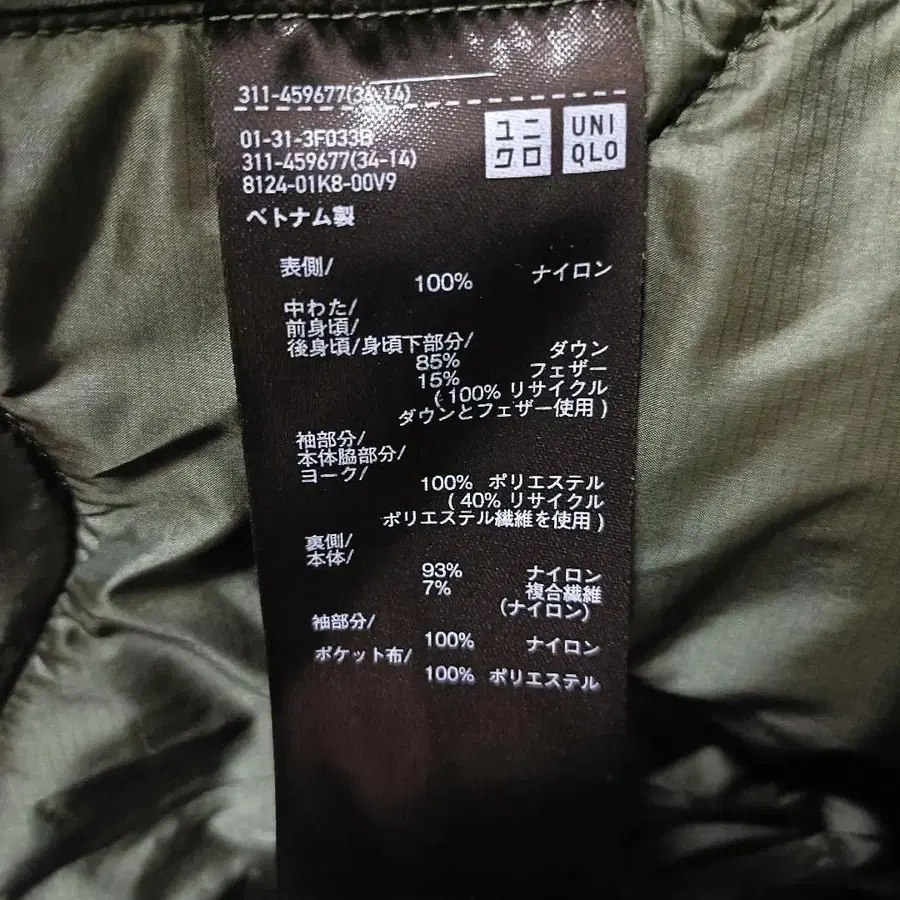 311-459677(34-14)
01-31-3F033B
311-459677(34-14)
8124-01K8-00V9
ユニクロ
UNIQLO
ベトナム製
表側/
100% ナイロン
中わた/
前身頃/
後身頃/身頃下部分/
85% ダウン
15% フェザー
(100% リサイクル
ダウンとフェザー使用)
袖部分/
本体脇部分/
ヨーク/
100% ポリエステル
(40% リサイクル
ポリエステル繊維を使用)
裏側/
本体/
93% ナイロン
7% 複合繊維
(ナイロン)
袖部分/
100% ナイロン
ポケット布/
100% ポリエステル